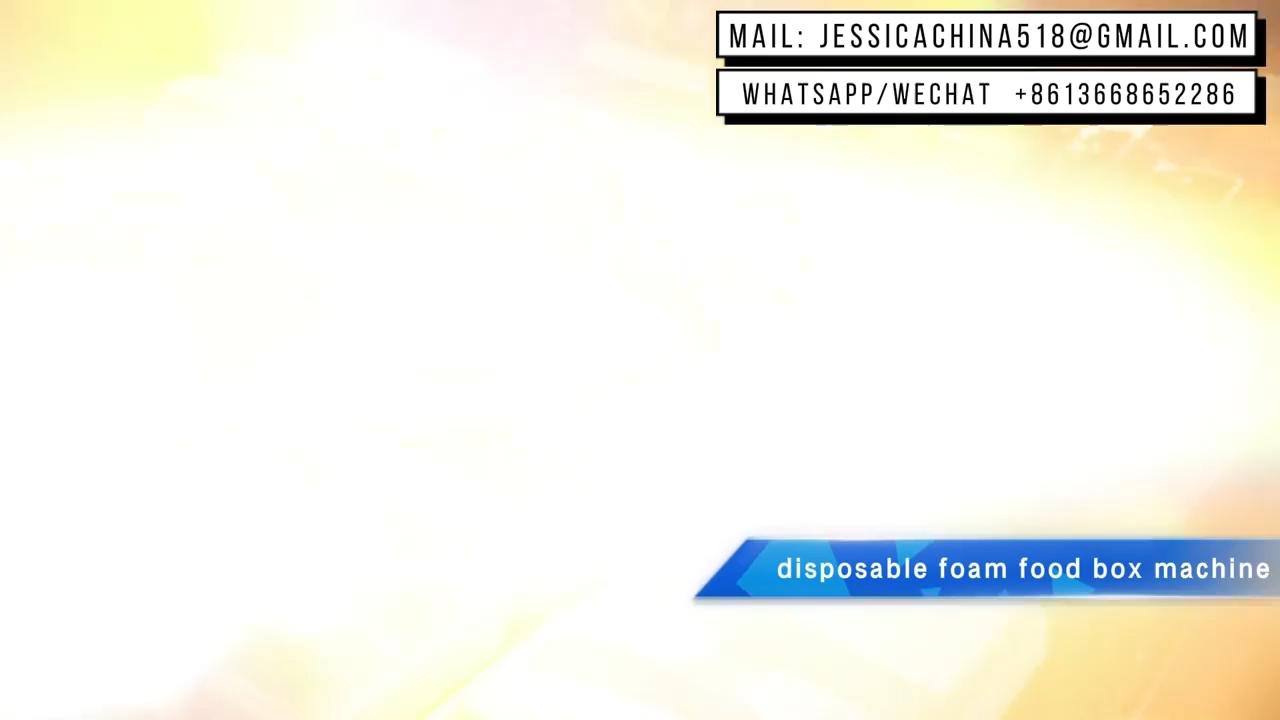 MAIL: JESSICACHINA518@GMAIL.COM
WHATSAPP/WECHAT +8613668652286
disposable foam food box machine